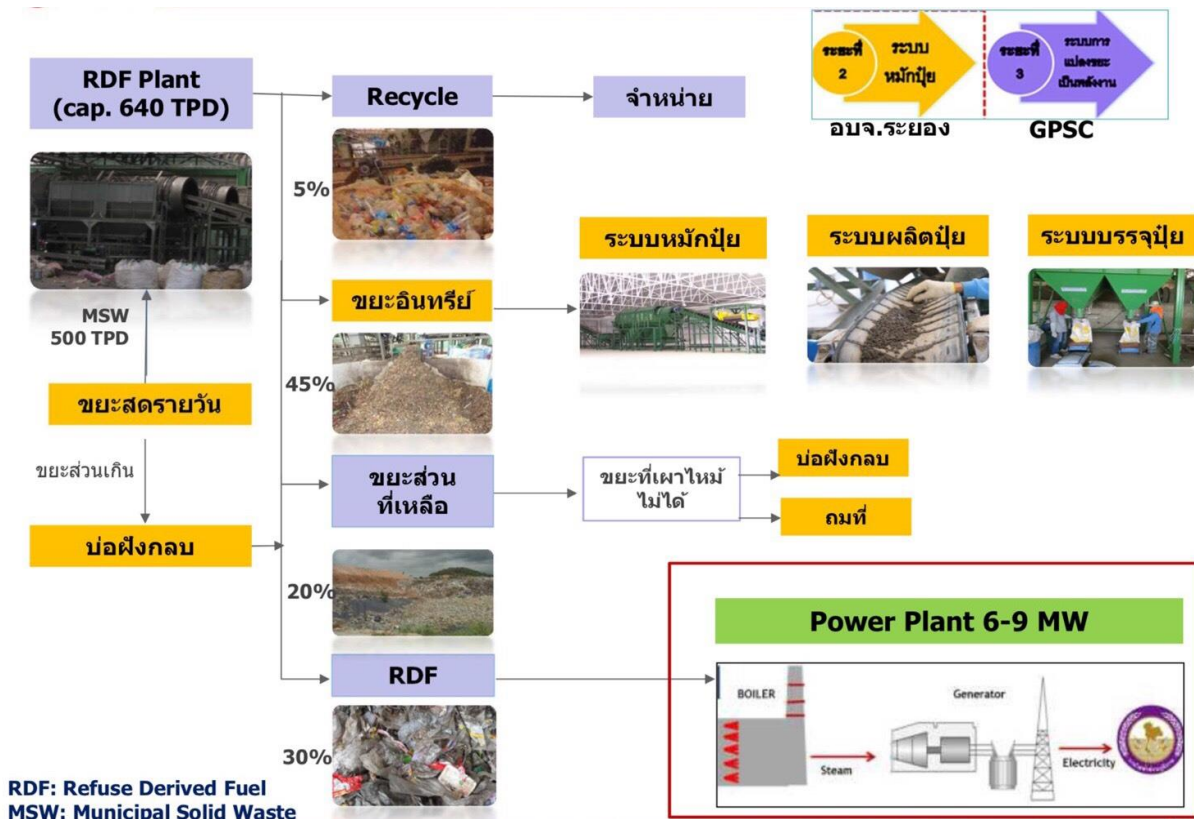 RDF Plant
(cap. 640 TPD)
Recycle
จำหน่าย
ระยะที่
2
ระบบ
หมักปุ๋ย
ระยะที่
3
ระบบการ
แปลงขยะ
เป็นพลังงาน
อบจ.ระยอง
GPSC
5%
ระบบหมักปุ๋ย
ระบบผลิตปุ๋ย
ระบบบรรจุปุ๋ย
ขยะอินทรีย์
MSW
500 TPD
45%
ขยะสดรายวัน
ขยะส่วนเกิน
บ่อฝังกลบ
ขยะส่วน
ที่เหลือ
ขยะที่เผาไหม้
ไม่ได้
บ่อฝังกลบ
ถมที่
20%
Power Plant 6-9 MW
RDF
BOILER
Generator
Steam
Electricity
30%
RDF: Refuse Derived Fuel
MSW: Municipal Solid Waste